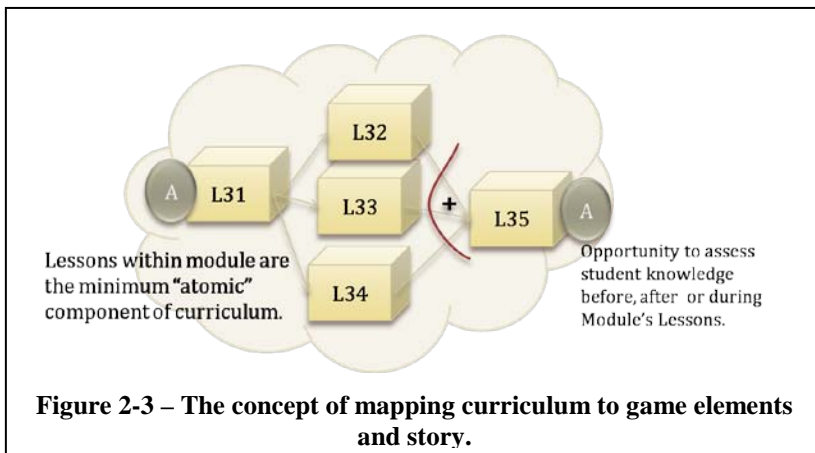 L32
A
L31
L33
+
L35
A
L34
Lessons within module are
the minimum “atomic”
component of curriculum.
Opportunity to assess
student knowledge
before, after or during
Module's Lessons.
Figure 2-3 – The concept of mapping curriculum to game elements
and story.